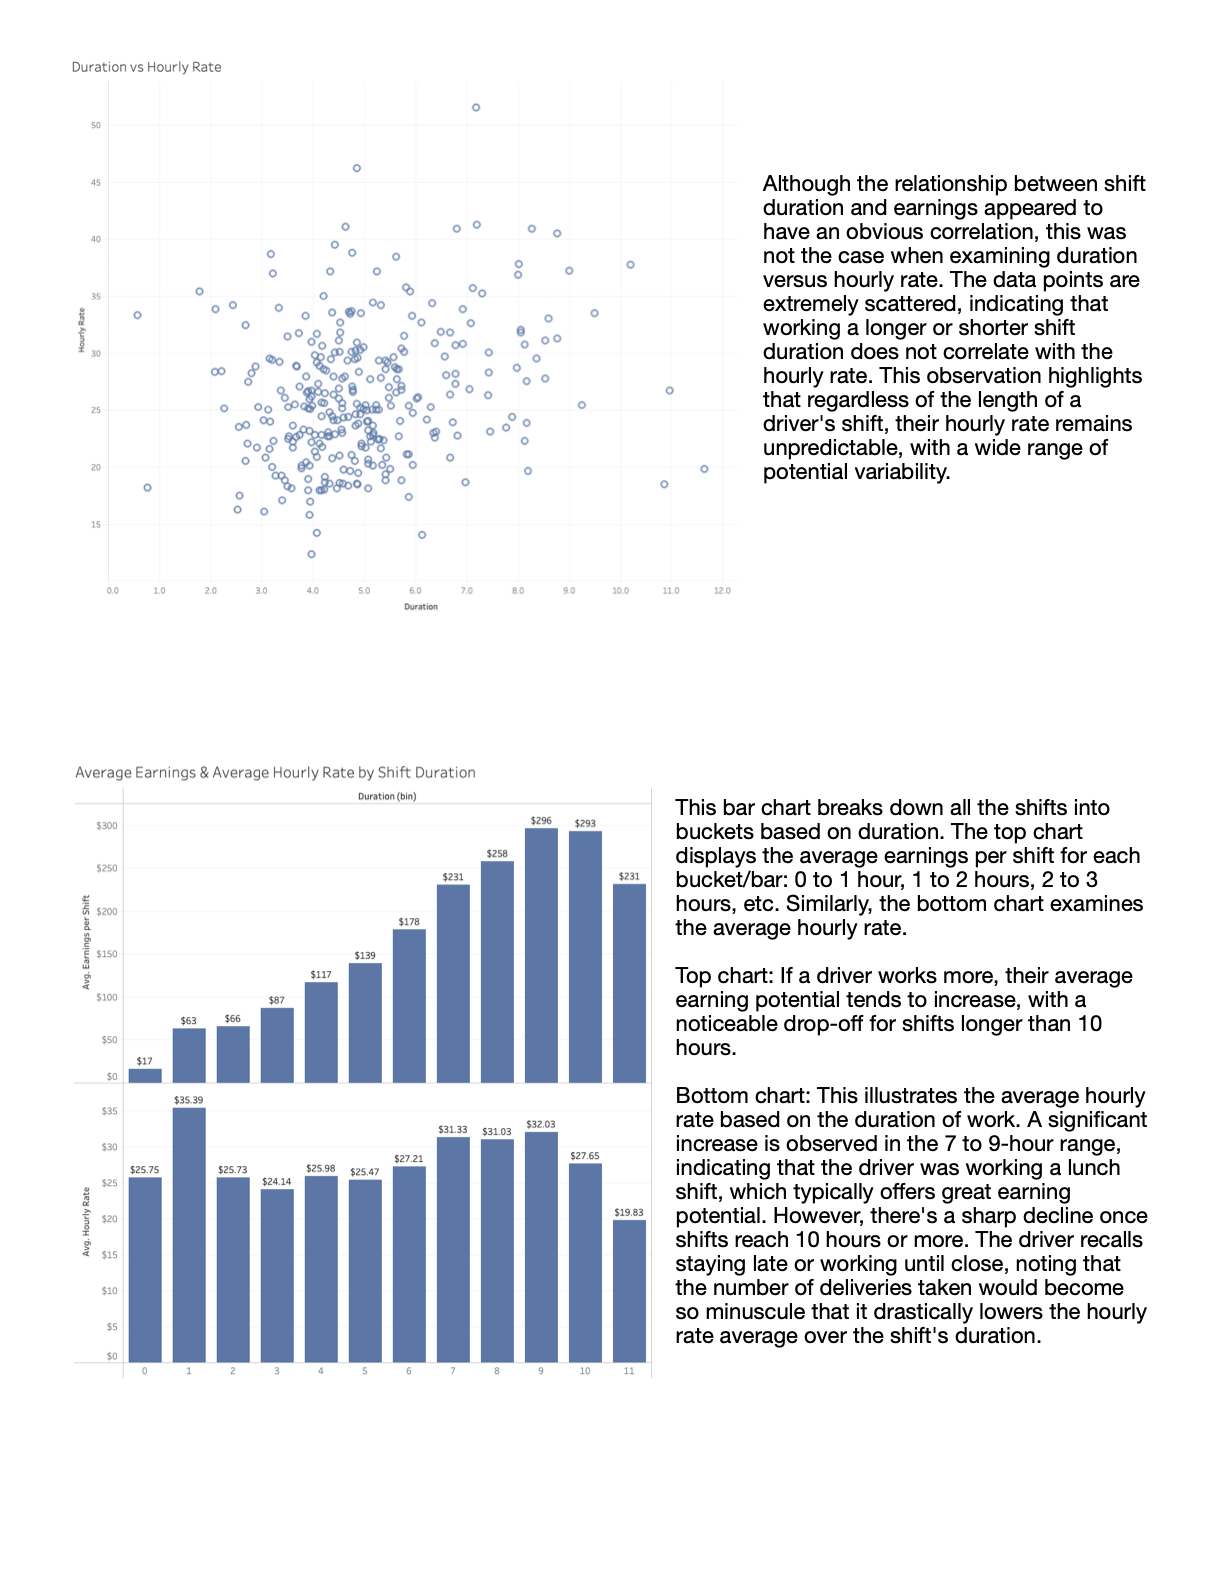 Duration vs Hourly Rate
50
45
40
35
30
25
20
15
Hourly Rate
0.0 1.0 2.0 3.0 4.0 5.0 6.0 7.0 8.0 9.0 10.0 11.0 12.0
Duration
Although the relationship between shift
duration and earnings appeared to
have an obvious correlation, this was
not the case when examining duration
versus hourly rate. The data points are
extremely scattered, indicating that
working a longer or shorter shift
duration does not correlate with the
hourly rate. This observation highlights
that regardless of the length of a
driver's shift, their hourly rate remains
unpredictable, with a wide range of
potential variability.
Average Earnings & Average Hourly Rate by Shift Duration
Duration (bin)
$300
$250
$200
$150
$100
$50
$0
Avg. Earnings per Shift
$17 $63 $66 $87 $117 $139 $178 $231 $258 $296 $293 $231
$35
$30
$25
$20
$15
$10
$5
$0
Avg. Hourly Rate
$25.75 $35.39 $25.73 $24.14 $25.98 $25.47 $27.21 $31.33 $31.03 $32.03 $27.65 $19.83
0 1 2 3 4 5 6 7 8 9 10 11
This bar chart breaks down all the shifts into
buckets based on duration. The top chart
displays the average earnings per shift for each
bucket/bar: 0 to 1 hour, 1 to 2 hours, 2 to 3
hours, etc. Similarly, the bottom chart examines
the average hourly rate.
Top chart: If a driver works more, their average
earning potential tends to increase, with a
noticeable drop-off for shifts longer than 10
hours.
Bottom chart: This illustrates the average hourly
rate based on the duration of work. A significant
increase is observed in the 7 to 9-hour range,
indicating that the driver was working a lunch
shift, which typically offers great earning
potential. However, there's a sharp decline once
shifts reach 10 hours or more. The driver recalls
staying late or working until close, noting that
the number of deliveries taken would become
so minuscule that it drastically lowers the hourly
rate average over the shift's duration.